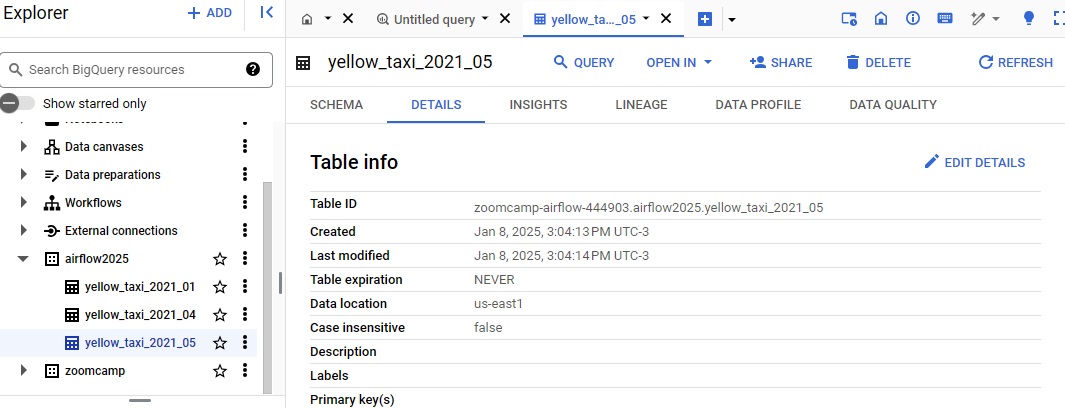 Explorer
+ ADD
Untitled query
yellow_ta..._05
Search BigQuery resources
?
Show starred only
Notebooks
Data canvases
Data preparations
Workflows
External connections
airflow2025
yellow_taxi_2021_01
yellow_taxi_2021_04
yellow_taxi_2021_05
zoomcamp
yellow_taxi_2021_05
QUERY
OPEN IN
SHARE
DELETE
REFRESH
SCHEMA
DETAILS
INSIGHTS
LINEAGE
DATA PROFILE
DATA QUALITY
Table info
EDIT DETAILS
Table ID zoomcamp-airflow-444903.airflow2025.yellow_taxi_2021_05
Created Jan 8, 2025, 3:04:13 PM UTC-3
Last modified Jan 8, 2025, 3:04:14 PM UTC-3
Table expiration NEVER
Data location us-east1
Case insensitive false
Description
Labels
Primary key(s)